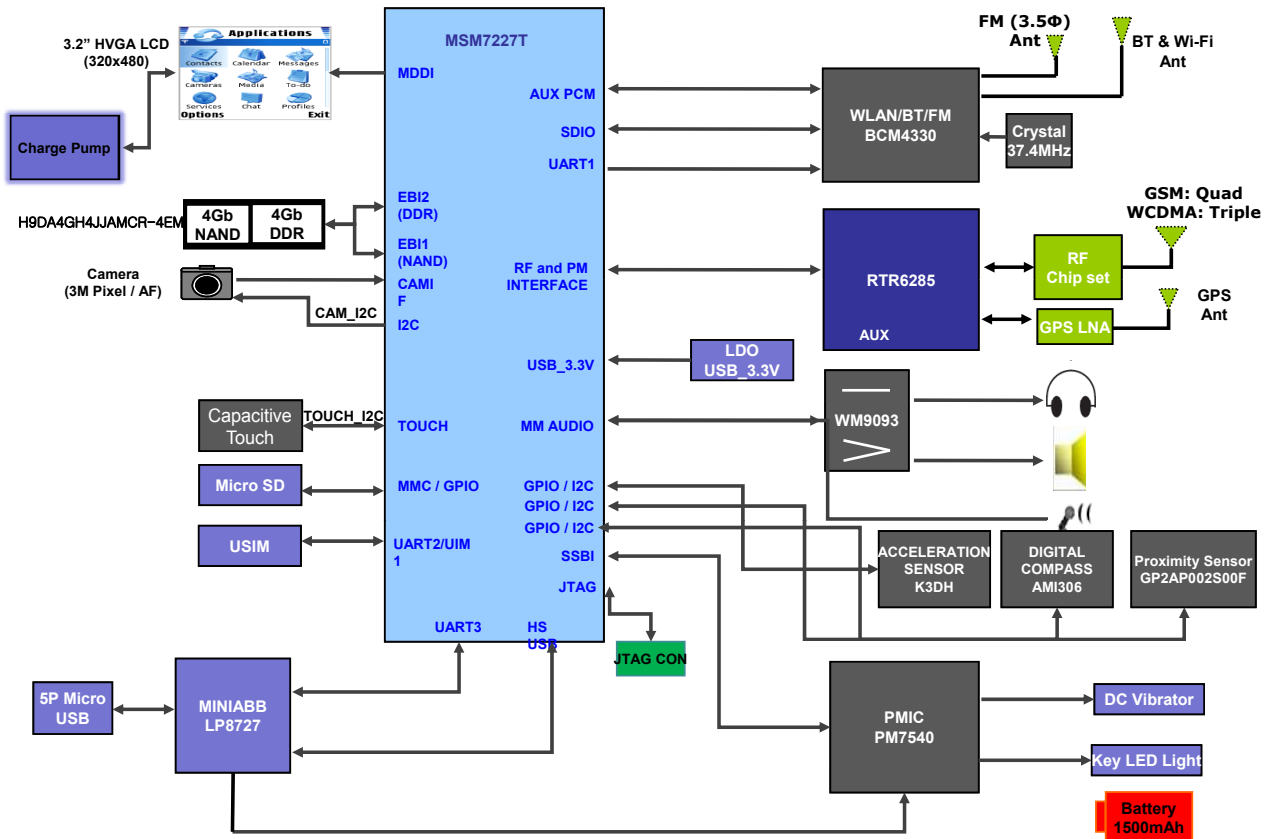 3.2" HVGA LCD
(320x480)
Applications
Contacts Calendar Messages
Cameras Media To-do
Services Chat Profiles
Options Exit
Charge Pump
MSM7227T
MDDI
AUX PCM
SDIO
UART1
EBI2
(DDR)
EBI1
(NAND)
CAMI
F
I2C
RF and PM
INTERFACE
USB_3.3V
TOUCH
MM AUDIO
MMC / GPIO
GPIO / I2C
GPIO / I2C
GPIO / I2C
UART2/UIM
1
SSBI
JTAG
UART3
HS
USB
H9DA4GH4JJAMCR-4EM
4Gb
NAND
4Gb
DDR
Camera
(3M Pixel / AF)
CAM_I2C
Capacitive
Touch
TOUCH_I2C
Micro SD
USIM
5P Micro
USB
MINIABB
LP8727
FM (3.5Φ)
Ant
BT & Wi-Fi
Ant
WLAN/BT/FM
BCM4330
Crystal
37.4MHz
GSM: Quad
WCDMA: Triple
RTR6285
AUX
RF
Chip set
GPS LNA
GPS
Ant
LDO
USB_3.3V
WM9093
ACCELERATION
SENSOR
K3DH
DIGITAL
COMPASS
AMI306
Proximity Sensor
GP2AP002S00F
JTAG CON
PMIC
PM7540
DC Vibrator
Key LED Light
Battery
1500mAh